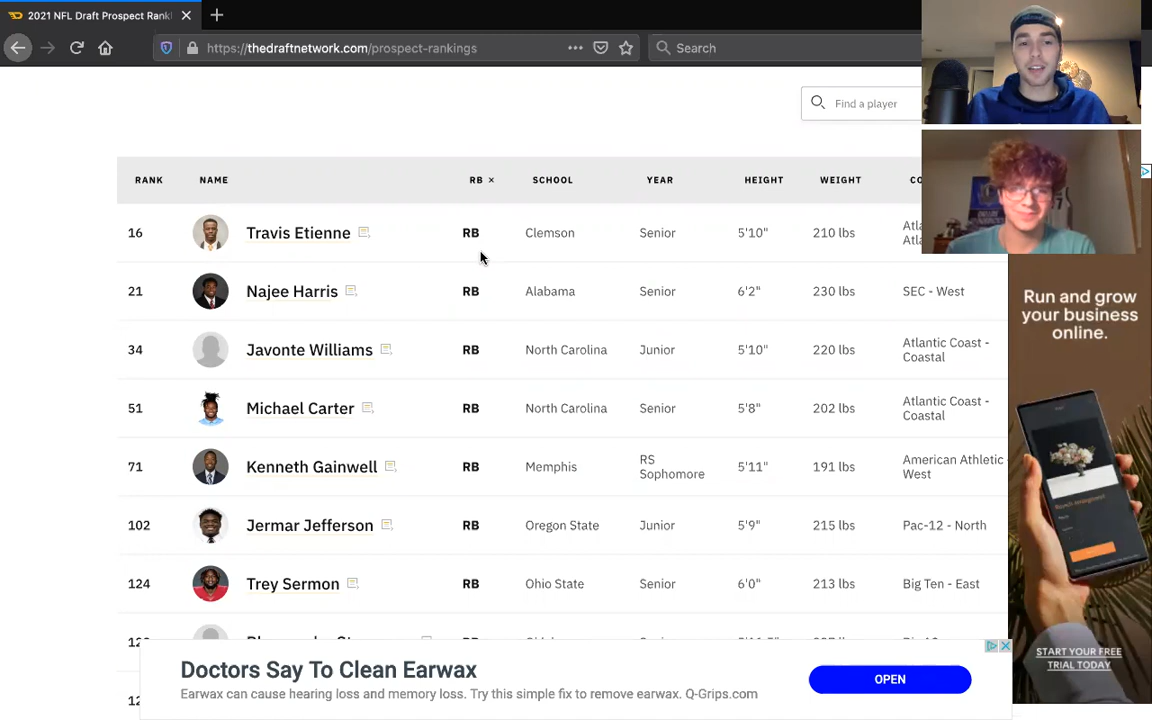 2021 NFL Draft Prospect Rank
https://thedraftnetwork.com/prospect-rankings
Search
Find a player
RANK NAME RB × SCHOOL YEAR HEIGHT WEIGHT CO
16 Travis Etienne RB Clemson Senior 5'10" 210 lbs Atla
Atla
21 Najee Harris RB Alabama Senior 6'2" 230 lbs SEC - West
34 Javonte Williams RB North Carolina Junior 5'10" 220 lbs Atlantic Coast -
Coastal
51 Michael Carter RB North Carolina Senior 5'8" 202 lbs Atlantic Coast -
Coastal
71 Kenneth Gainwell RB Memphis RS
Sophomore 5'11" 191 lbs American Athletic
West
102 Jermar Jefferson RB Oregon State Junior 5'9" 215 lbs Pac-12 - North
124 Trey Sermon RB Ohio State Senior 6'0" 213 lbs Big Ten - East
Run and grow
your business
online.
START YOUR FREE
TRIAL TODAY
Doctors Say To Clean Earwax
Earwax can cause hearing loss and memory loss. Try this simple fix to remove earwax. Q-Grips.com
OPEN